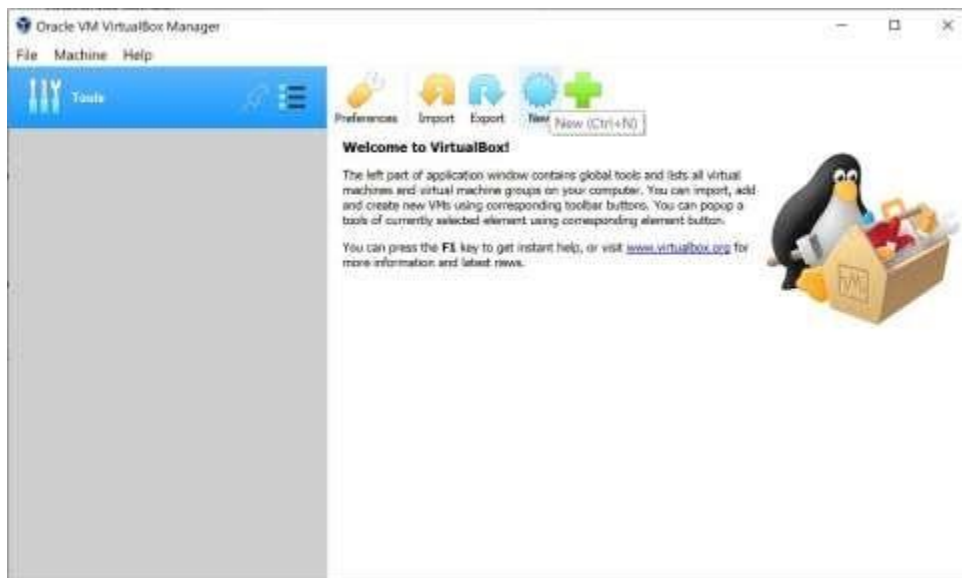 Oracle VM VirtualBox Manager
File Machine Help
Tools
Preferences Import Export New
New (Ctrl+N)
Welcome to VirtualBox!
The left part of application window contains global tools and lists all virtual
machines and virtual machine groups on your computer. You can import, add
and create new VMs using corresponding toolbar buttons. You can popup a
tools of currently selected element using corresponding element button.
You can press the F1 key to get instant help, or visit www.virtualbox.org for
more information and latest news.